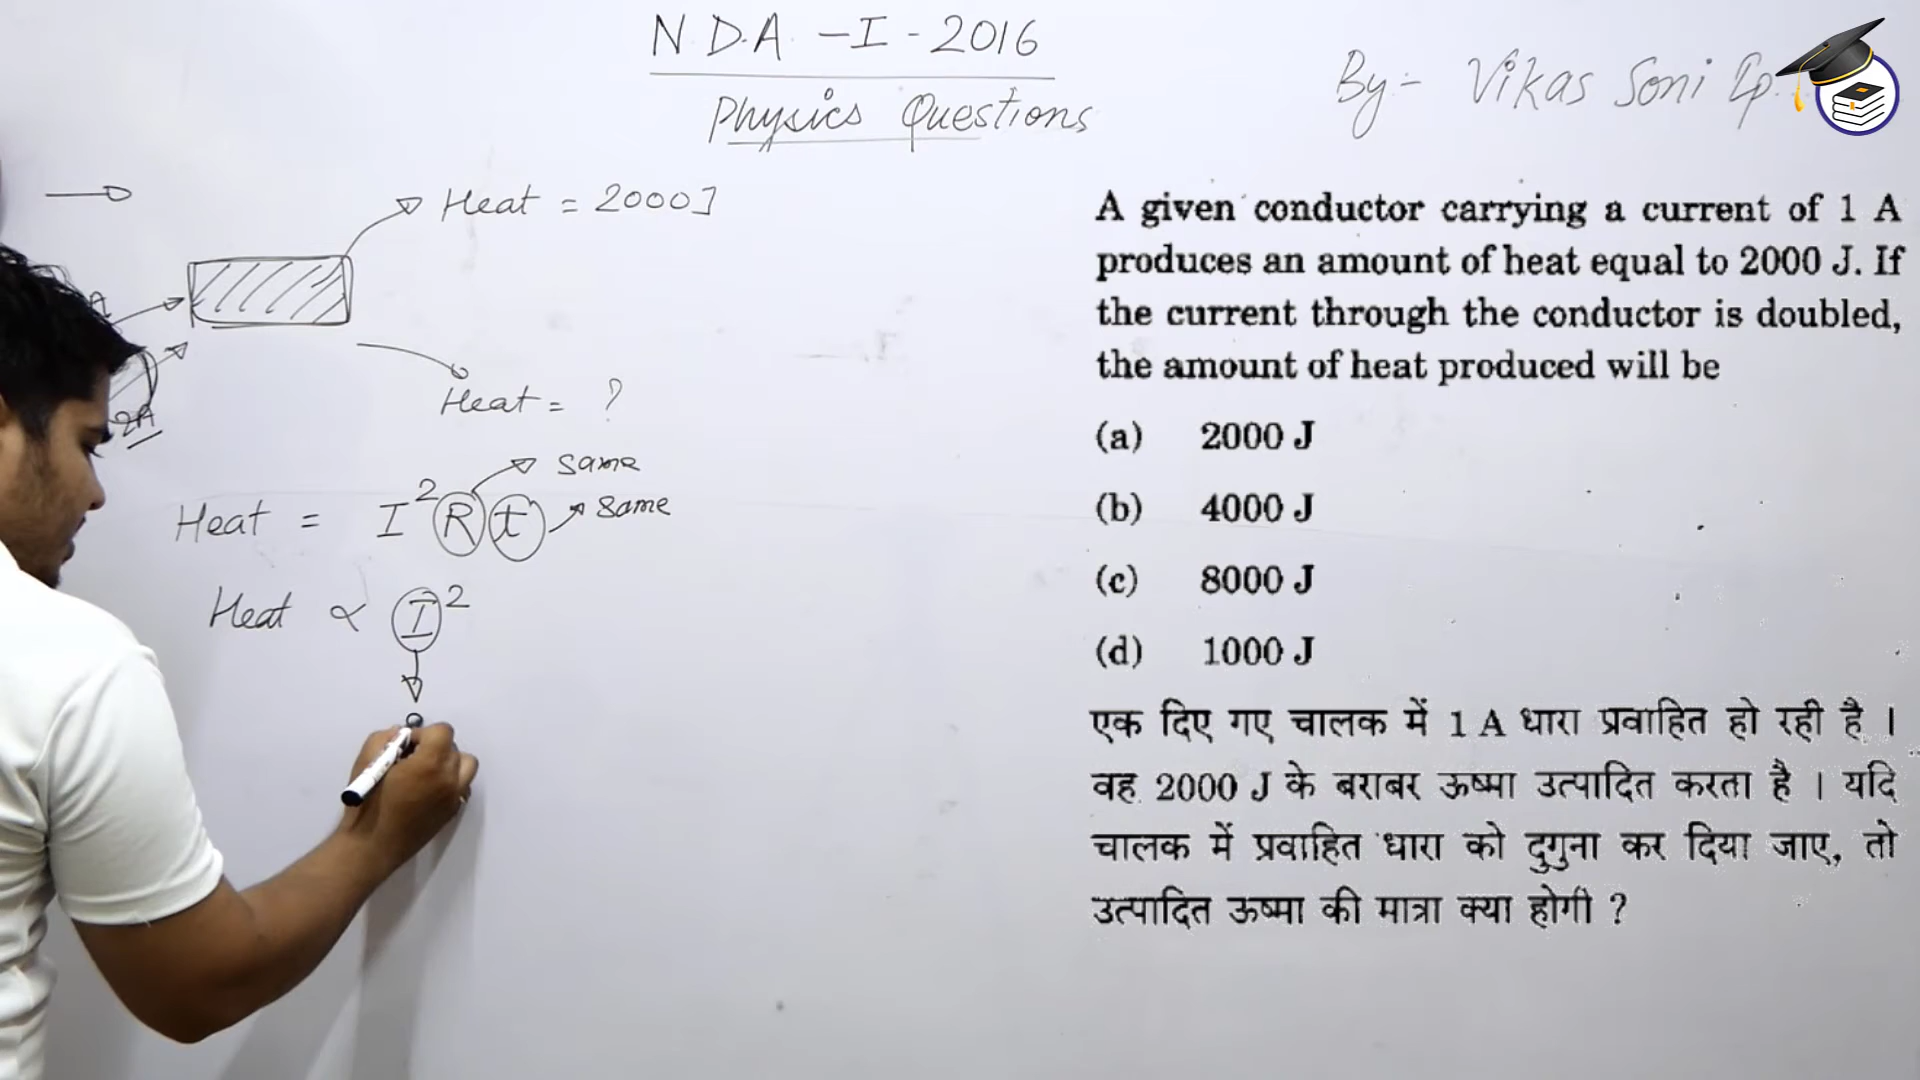 N.D.A. - I - 2016
Physics Questions
By:- Vikas Soni
Heat = 2000J
2A
Heat = ?
same
Heat = I²Rt same
Heat ∝ I²
A given conductor carrying a current of 1 A
produces an amount of heat equal to 2000 J. If
the current through the conductor is doubled,
the amount of heat produced will be
(a) 2000 J
(b) 4000 J
(c) 8000 J
(d) 1000 J
एक दिए गए चालक में 1 A धारा प्रवाहित हो रही है ।
वह 2000 J के बराबर ऊष्मा उत्पादित करता है । यदि
चालक में प्रवाहित धारा को दुगुना कर दिया जाए, तो
उत्पादित ऊष्मा की मात्रा क्या होगी ?